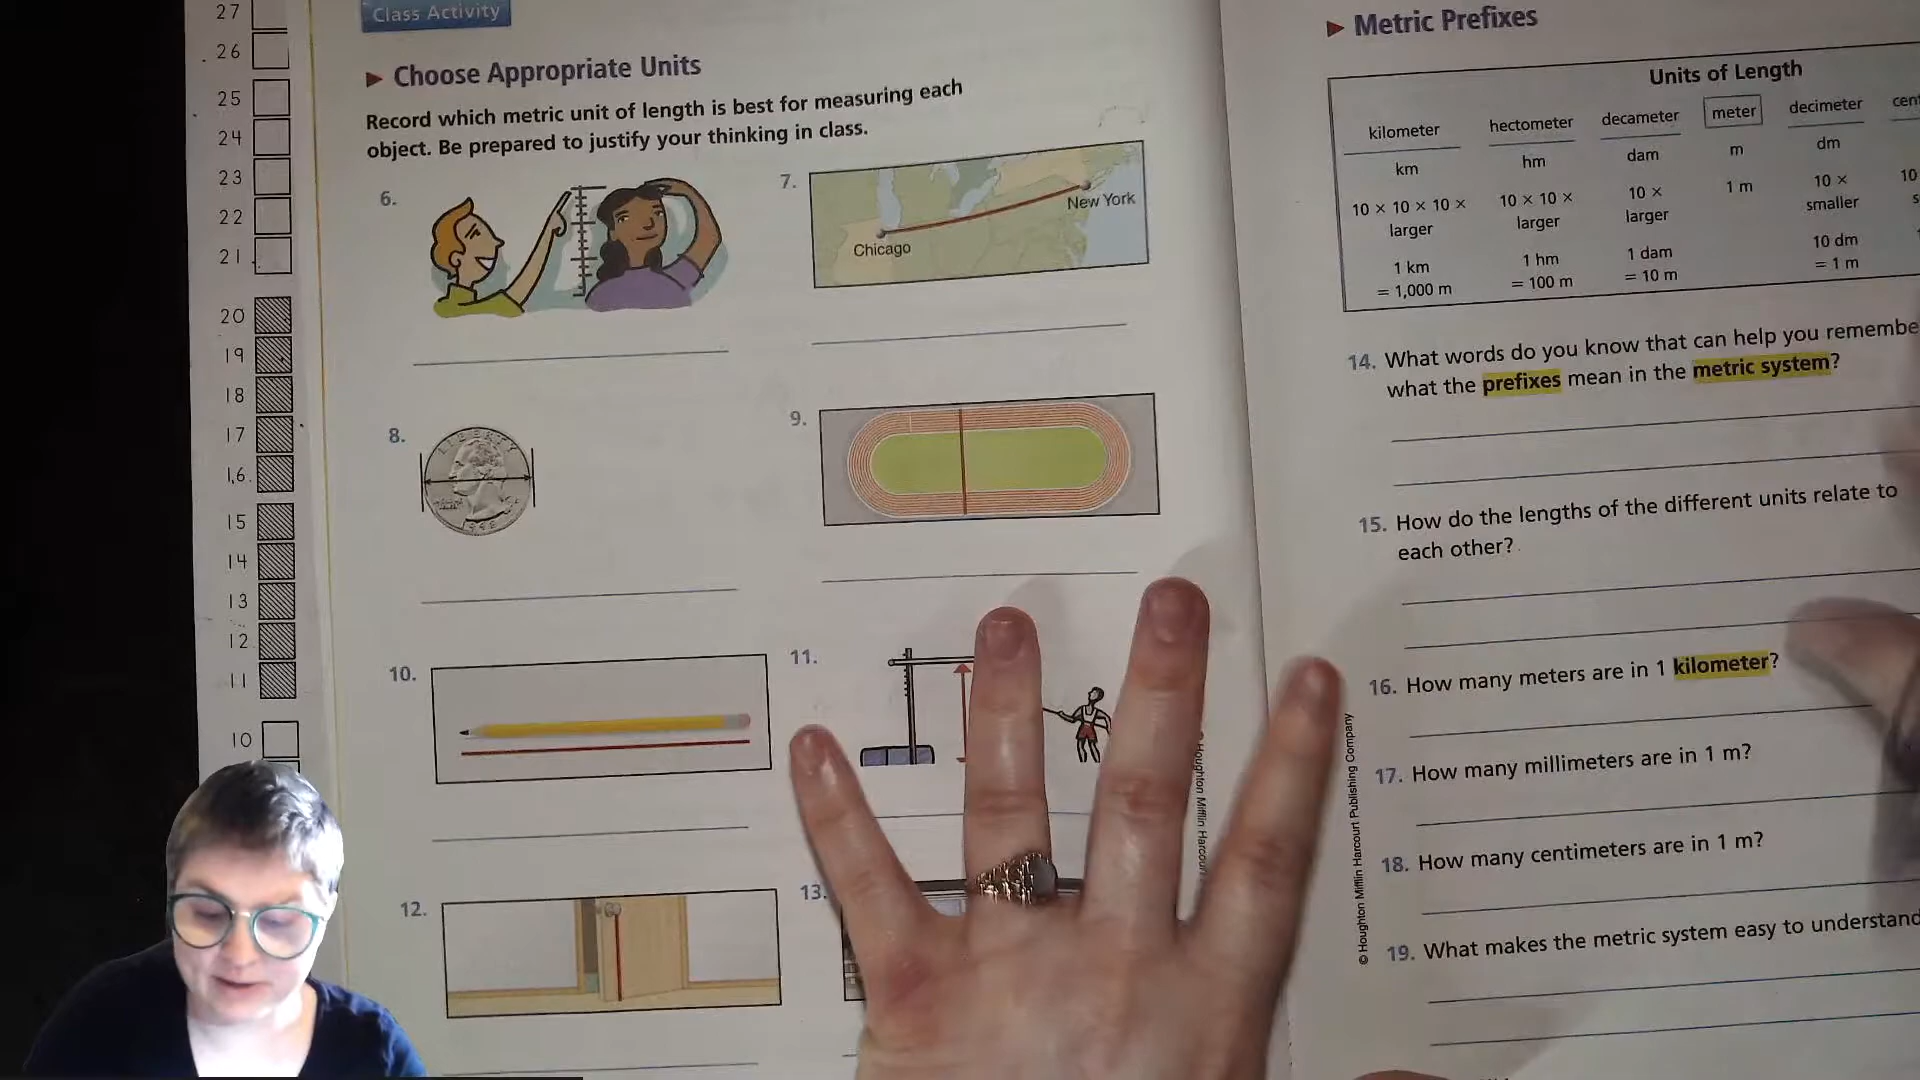 27
26
25
24
23
22
21
20
19
18
17
16
15
14
13
12
11
10
Class Activity
Choose Appropriate Units
Record which metric unit of length is best for measuring each
object. Be prepared to justify your thinking in class.
6.
7.
New York
Chicago
8.
LIBERTY
9.
10.
11.
12.
13.
© Houghton Mifflin Harcourt
Metric Prefixes
Units of Length
kilometer hectometer decameter meter decimeter
km hm dam m dm
10 × 10 × 10 × 10 × 10 × 10 × 1 m 10 × 10
larger larger larger smaller
1 km 1 hm 1 dam 10 dm
= 1,000 m = 100 m = 10 m = 1 m
14. What words do you know that can help you
what the prefixes mean in the metric system?
15. How do the lengths of the different units relate to
each other?
16. How many meters are in 1 kilometer?
17. How many millimeters are in 1 m?
18. How many centimeters are in 1 m?
19. What makes the metric system easy to understand
© Houghton Mifflin Harcourt Publishing Company